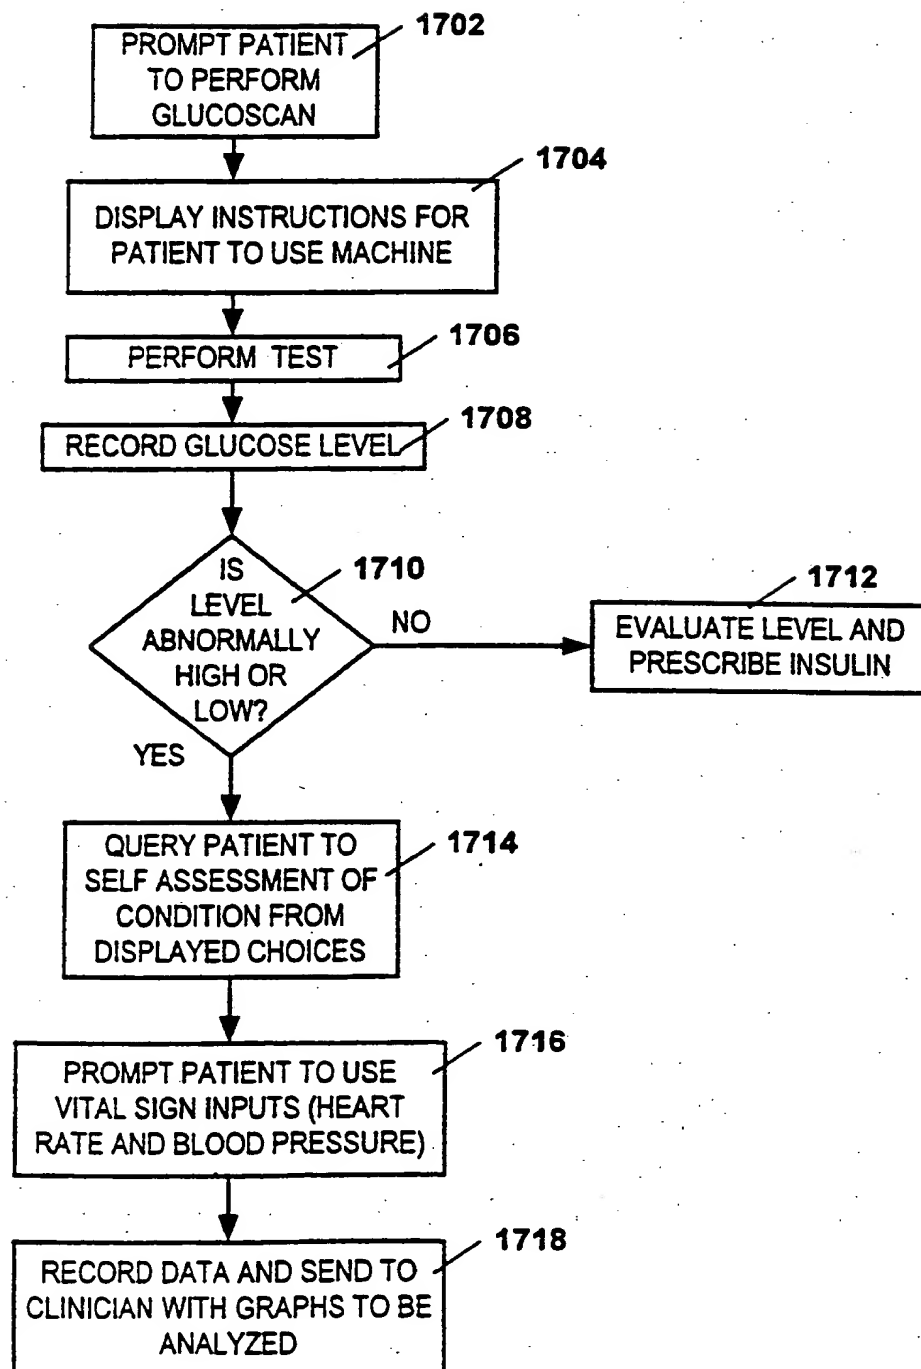 1702
PROMPT PATIENT
TO PERFORM
GLUCOSCAN
1704
DISPLAY INSTRUCTIONS FOR
PATIENT TO USE MACHINE
1706
PERFORM TEST
1708
RECORD GLUCOSE LEVEL
1710
IS
LEVEL
ABNORMALLY
HIGH OR
LOW?
NO
1712
EVALUATE LEVEL AND
PRESCRIBE INSULIN
YES
1714
QUERY PATIENT TO
SELF ASSESSMENT OF
CONDITION FROM
DISPLAYED CHOICES
1716
PROMPT PATIENT TO USE
VITAL SIGN INPUTS (HEART
RATE AND BLOOD PRESSURE)
1718
RECORD DATA AND SEND TO
CLINICIAN WITH GRAPHS TO BE
ANALYZED